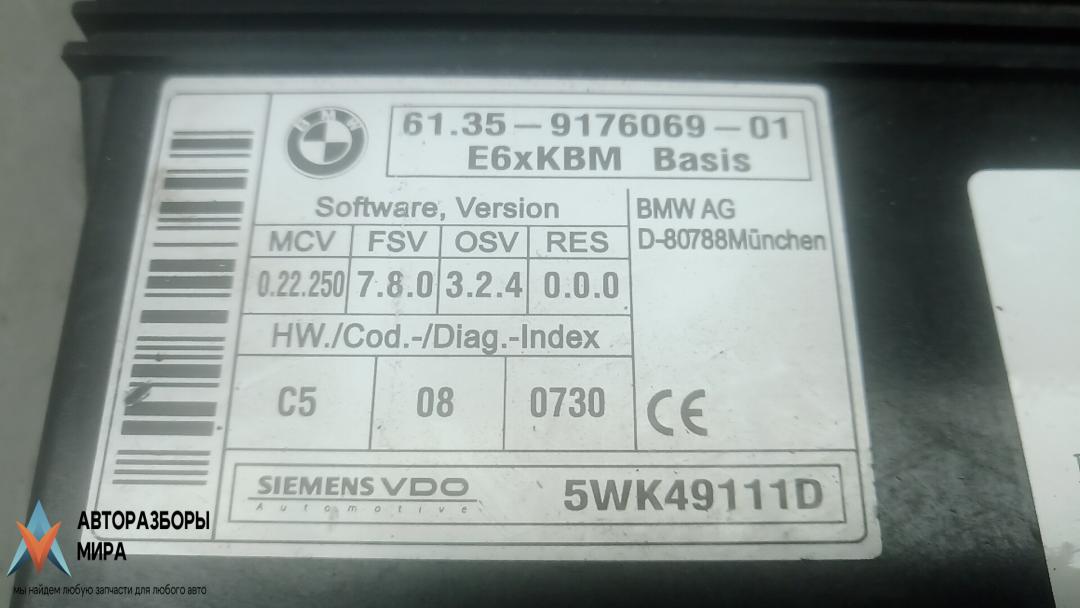 BMW
61.35-9176069-01
E6xKBM Basis
Software, Version
BMW AG
D-80788München
MCV FSV OSV RES
0.22.250 7.8.0 3.2.4 0.0.0
HW./Cod.-/Diag.-Index
C5 08 0730
CE
SIEMENS VDO
Automotive
5WK49111D
АВТОРАЗБОРЫ
МИРА
мы найдем любую запчасти для любого авто